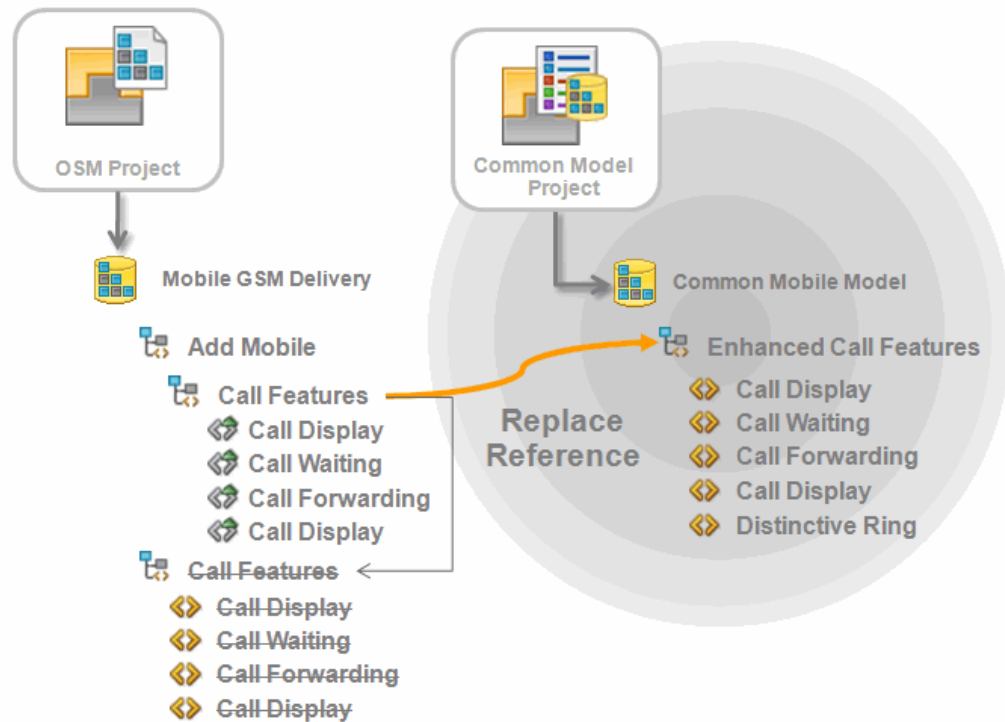 OSM Project
Common Model
Project
Mobile GSM Delivery
Common Mobile Model
Add Mobile
Call Features
Call Display
Call Waiting
Call Forwarding
Call Display
Call Features
Call Display
Call Waiting
Call Forwarding
Call Display
Replace
Reference
Enhanced Call Features
Call Display
Call Waiting
Call Forwarding
Call Display
Distinctive Ring